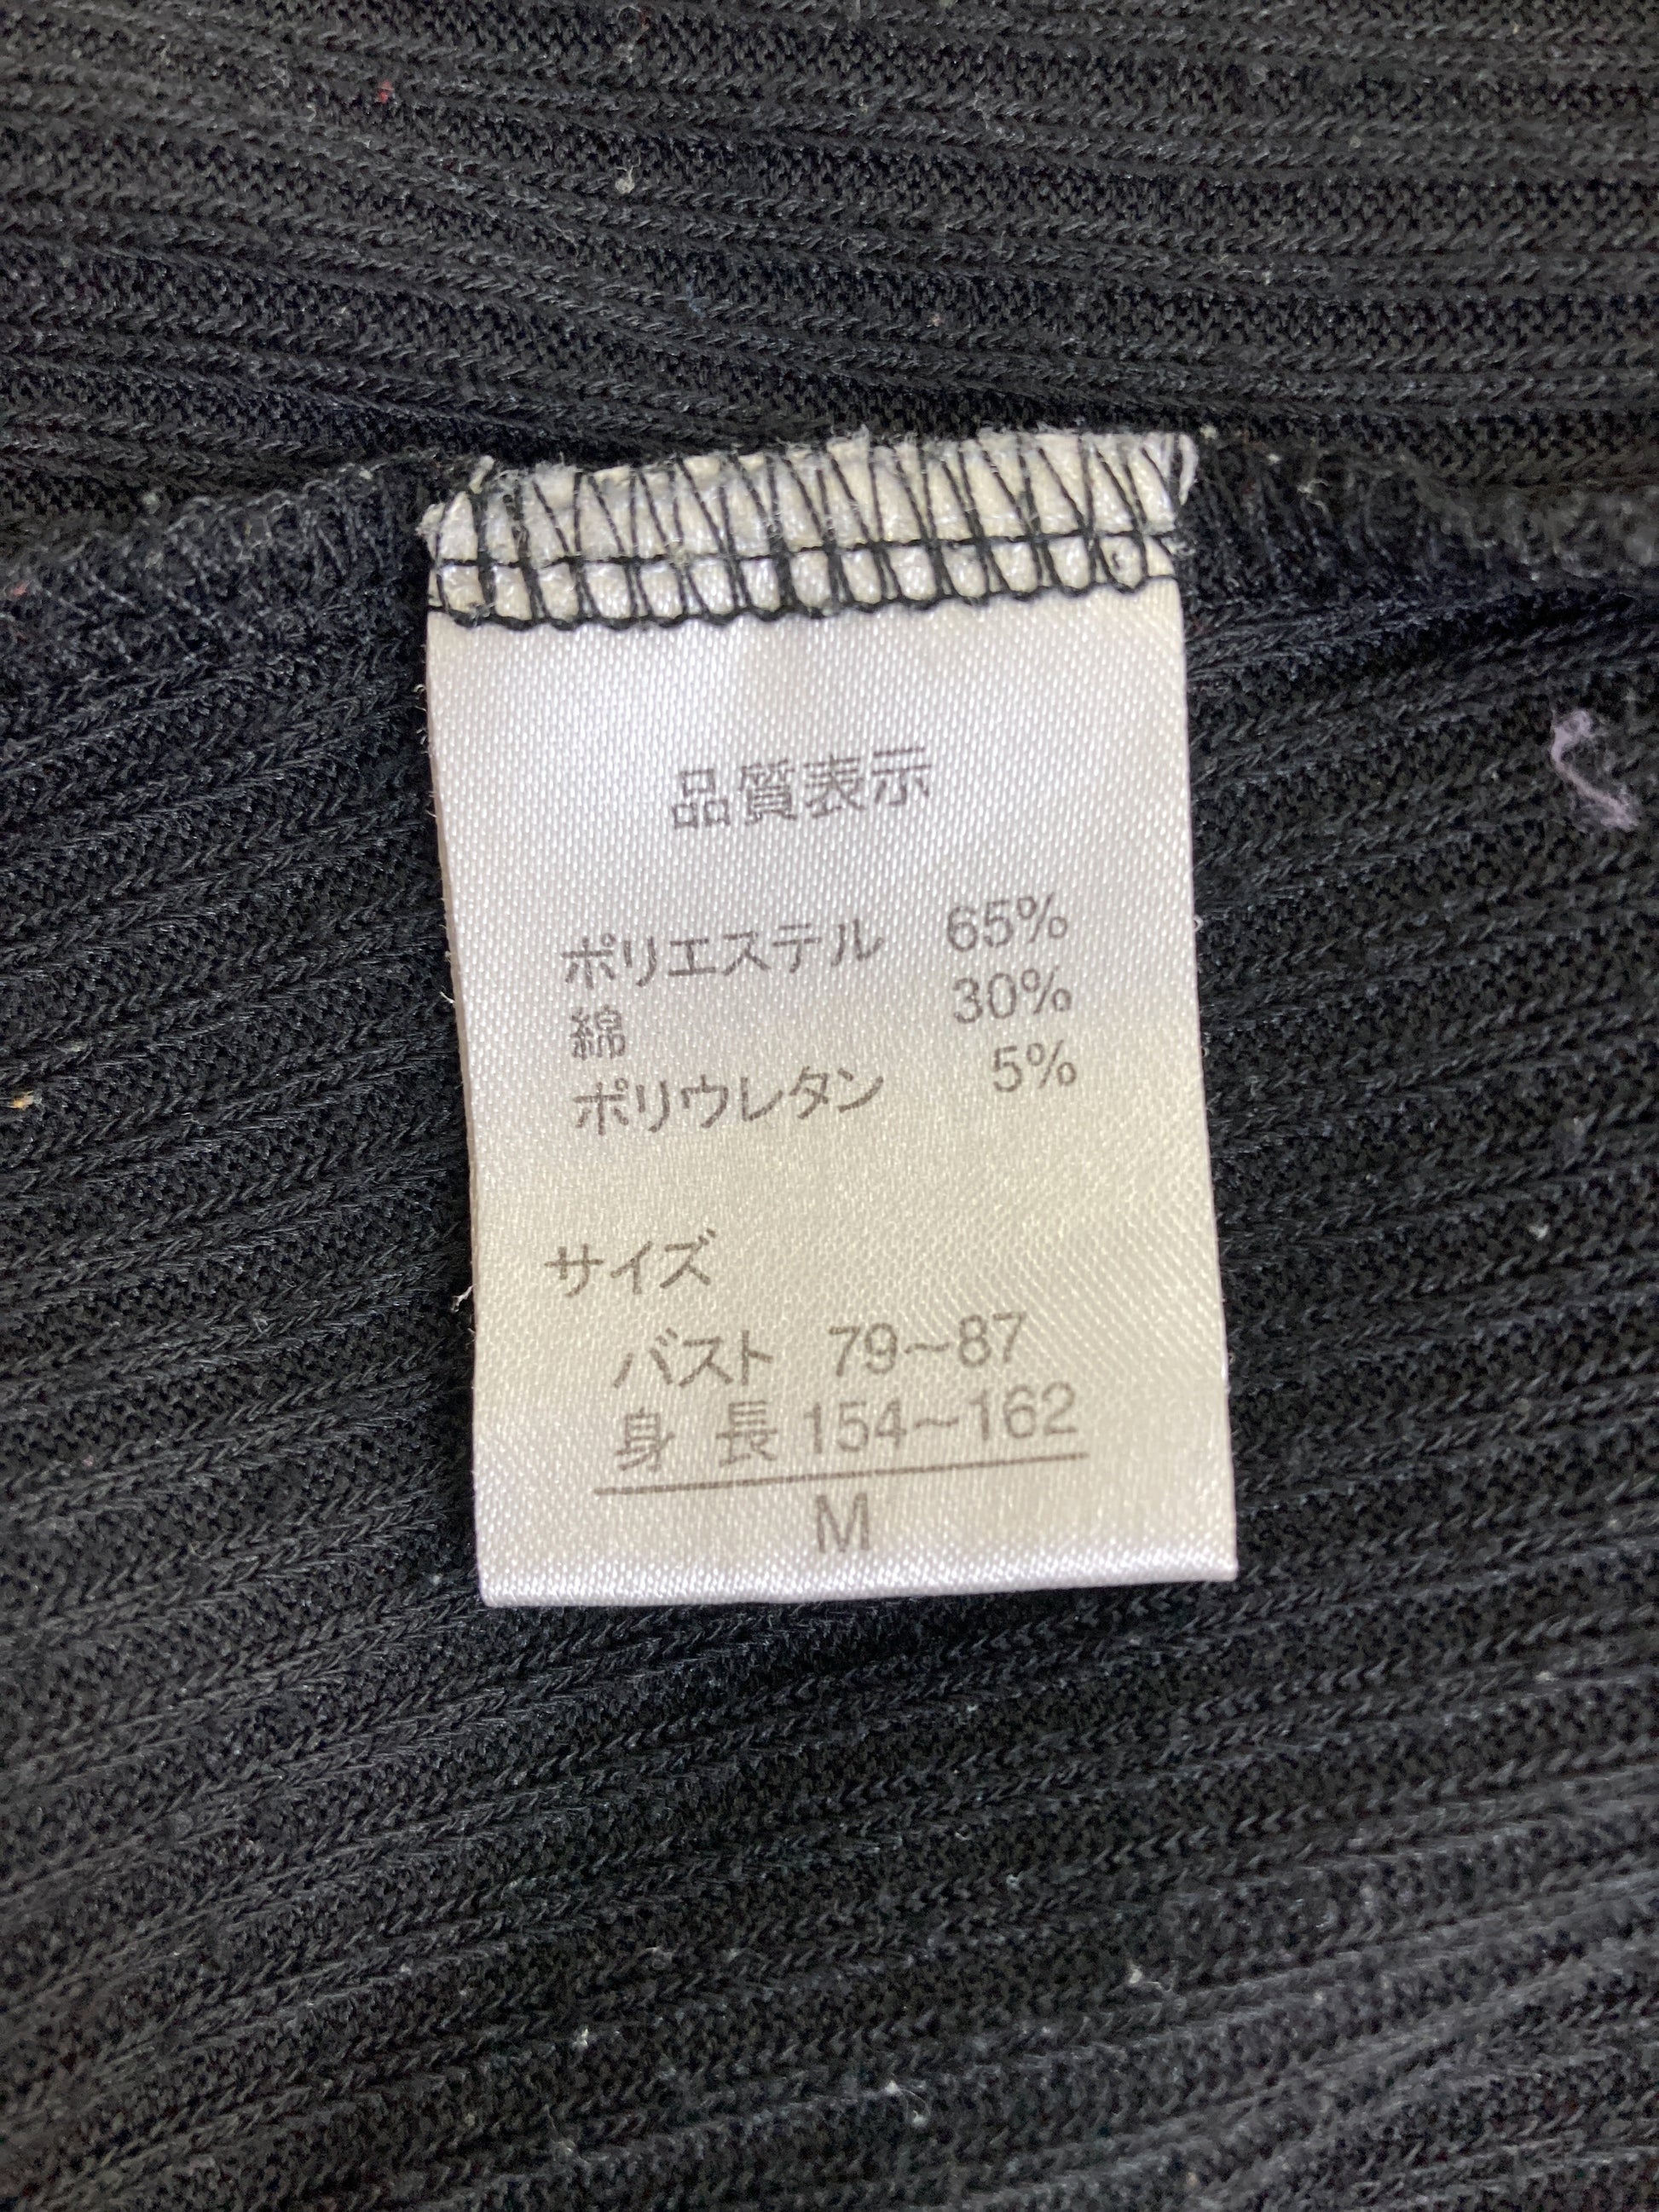 品質表示
ポリエステル 65%
綿 30%
ポリウレタン 5%
サイズ
バスト 79~87
身 長 154~162
M